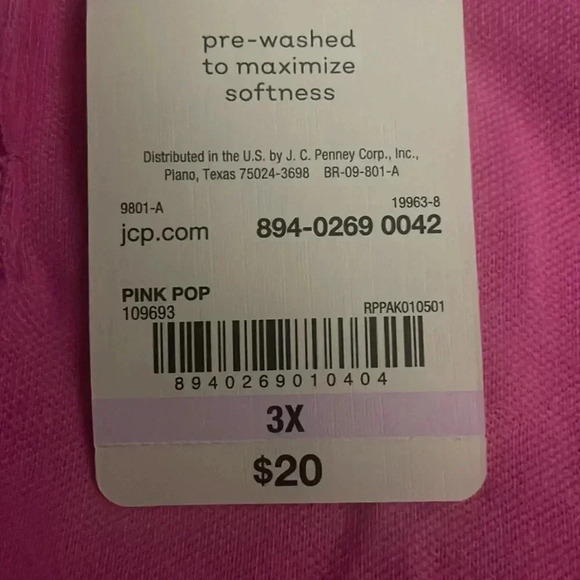 pre-washed
to maximize
softness
Distributed in the U.S. by J. C. Penney Corp., Inc.,
Plano, Texas 75024-3698 BR-09-801-A
9801-A 19963-8
jcp.com 894-0269 0042
PINK POP
109693 RPPAK010501
8940269010404
3X
$20